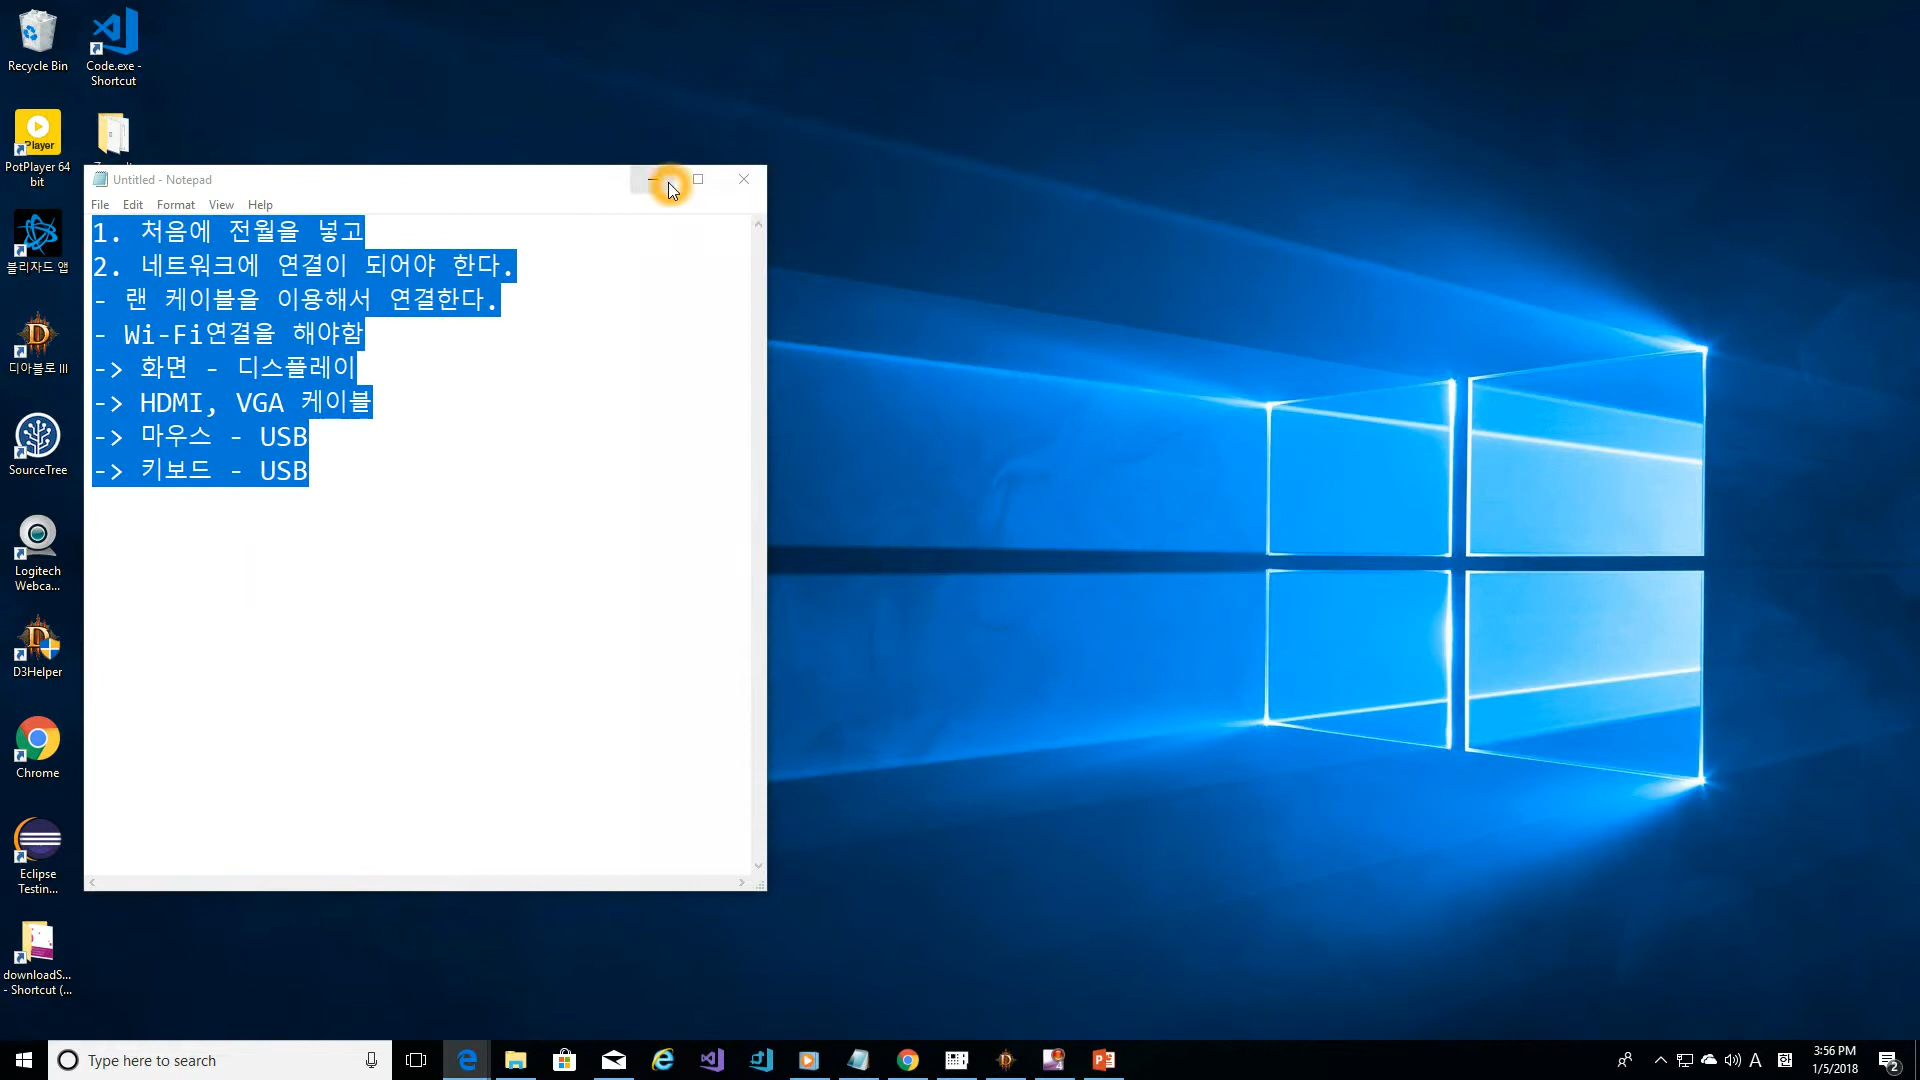 Recycle Bin
Code.exe -
Shortcut
Player
PotPlayer 64
bit
Untitled - Notepad
File Edit Format View Help
1. 처음에 전월을 넣고
2. 네트워크에 연결이 되어야 한다.
- 랜 케이블을 이용해서 연결한다.
- Wi-Fi연결을 해야함
-> 화면 - 디스플레이
-> HDMI, VGA 케이블
-> 마우스 - USB
-> 키보드 - USB
블리자드 앱
디아블로 III
SourceTree
Logitech
Webca...
D3Helper
Chrome
Eclipse
Testin...
downloadS...
- Shortcut (...
Type here to search
A
한
3:56 PM
1/5/2018
2